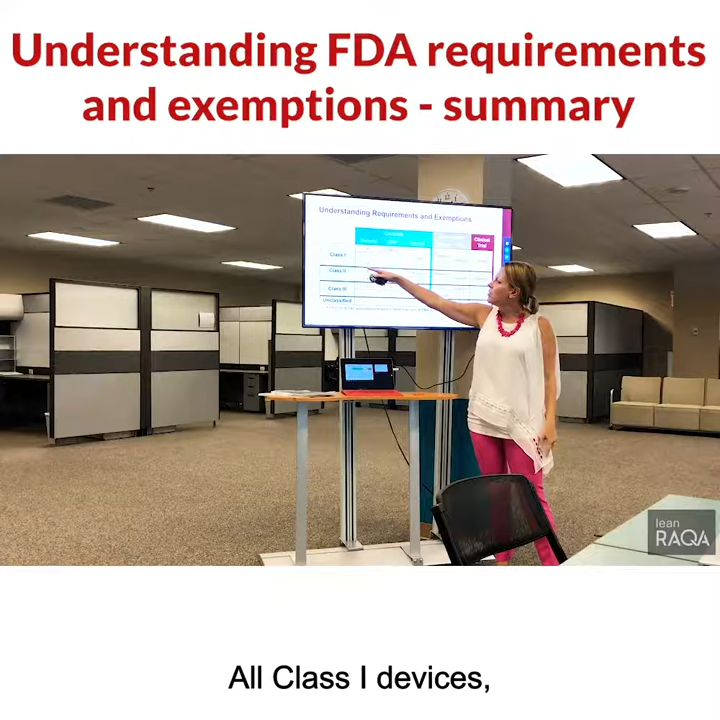 Understanding FDA requirements
and exemptions - summary
Understanding Requirements and Exemptions
Clinical
Trial
Class I
Class II
Class III
Unclassified
lean
RAQA
All Class I devices,